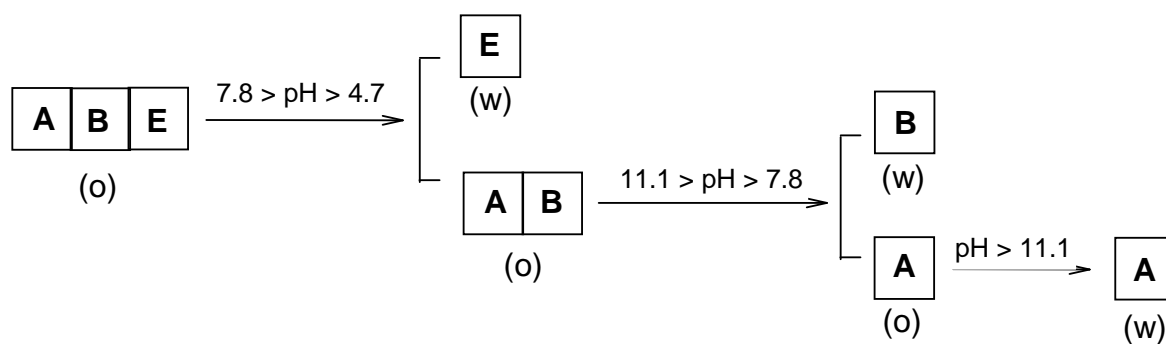 A B E
(o)
7.8 > pH > 4.7
E
(w)
A B
(o)
11.1 > pH > 7.8
B
(w)
A
(o)
pH > 11.1
A
(w)